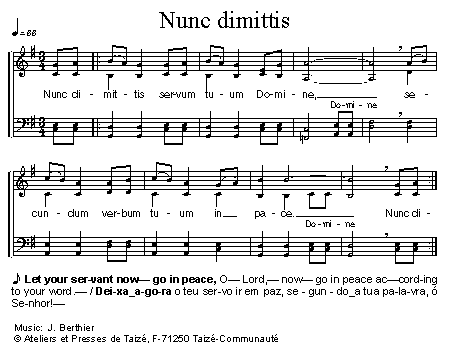 Nunc dimittis
♩=66
Nunc di- mit - tis servum tu - um Do-mi - ne, se -
Do-mi - ne
cun - dum ver-bum tu - um in pa - ce. Nunc di -
Do-mi - ne
♪ Let your ser-vant now— go in peace, O— Lord,— now— go in peace ac—cord-ing
to your word.—/ Dei-xa_a-go-ra o teu ser-vo ir em paz, se - gun - do_a tua pa-la-vra, ó
Se-nhor!—
Music: J. Berthier
© Ateliers et Presses de Taizé, F-71250 Taizé-Communauté